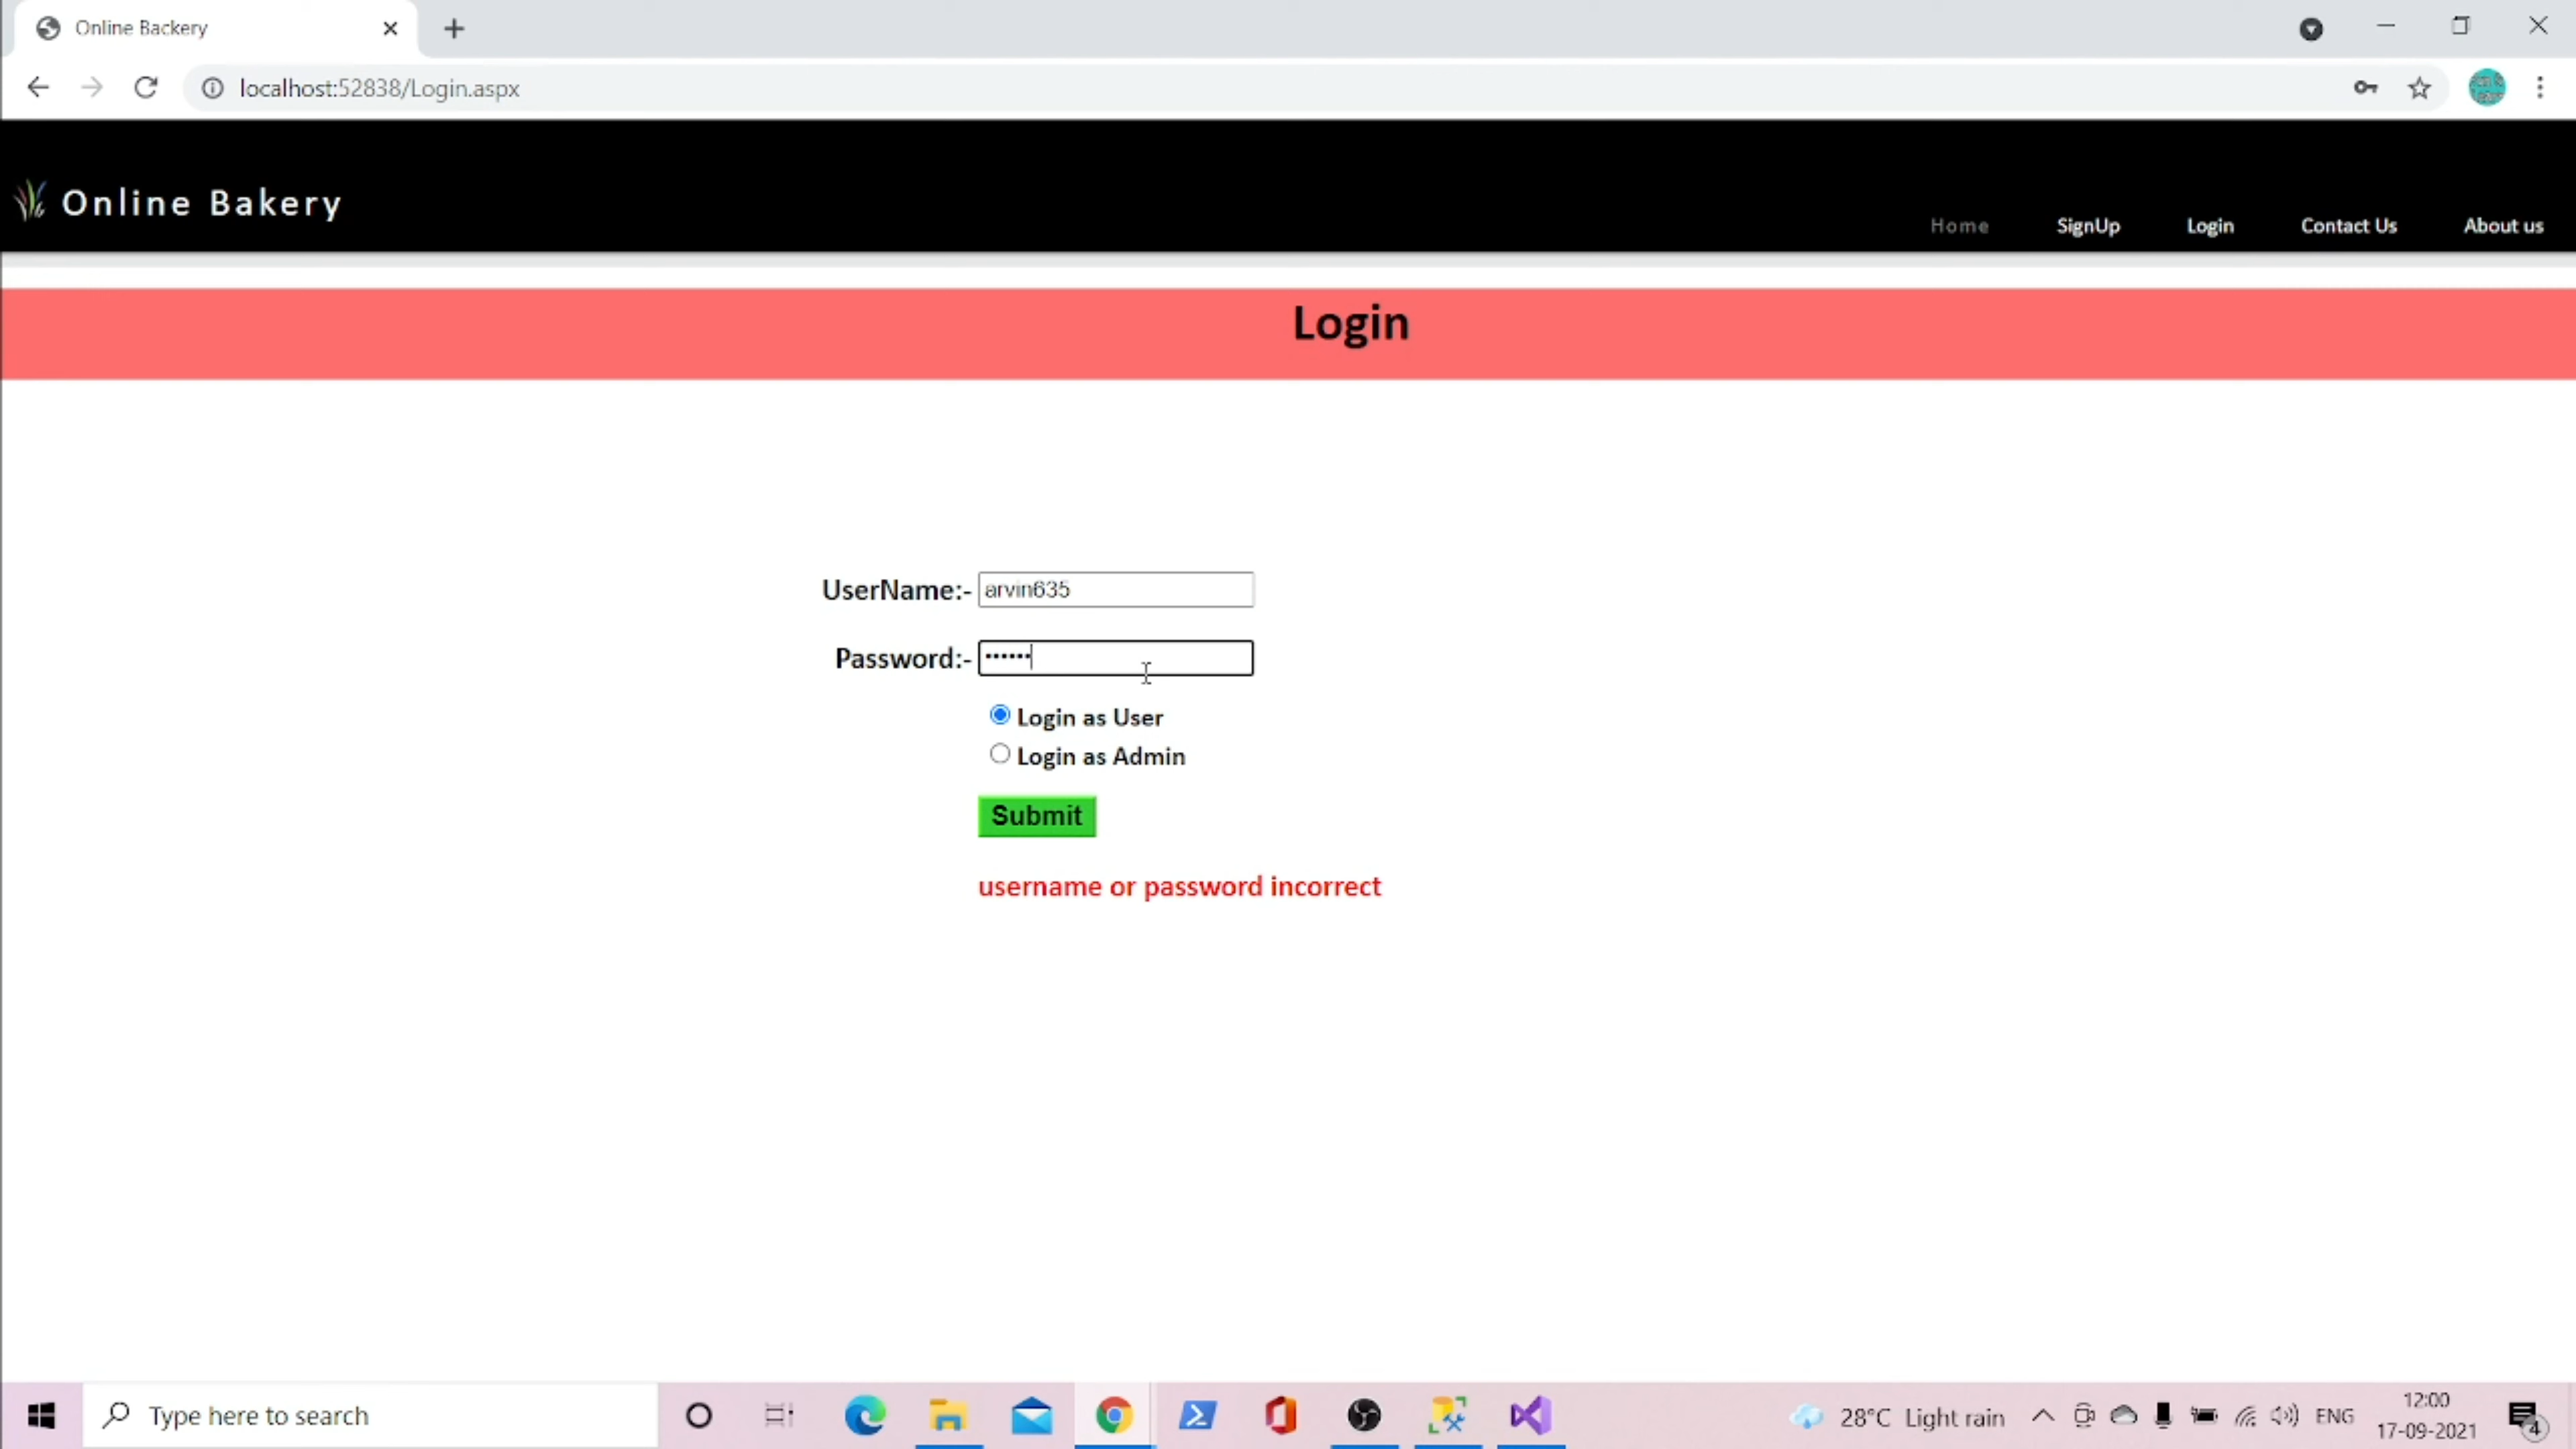 Online Backery
localhost:52838/Login.aspx
Online Bakery
Home SignUp Login Contact Us About us
Login
UserName:- arvin635
Password:- ••••••
Login as User
Login as Admin
Submit
username or password incorrect
Type here to search
28°C Light rain ENG 12:00
17-09-2021
4